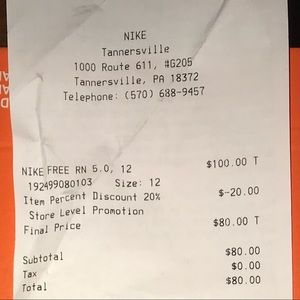 NIKE
Tannersville
1000 Route 611, #G205
Tannersville, PA 18372
Telephone: (570) 688-9457
NIKE FREE RN 5.0, 12 $100.00 T
192499080103 Size: 12
Item Percent Discount 20% $-20.00
Store Level Promotion
Final Price $80.00 T
Subtotal $80.00
Tax $0.00
Total $80.00